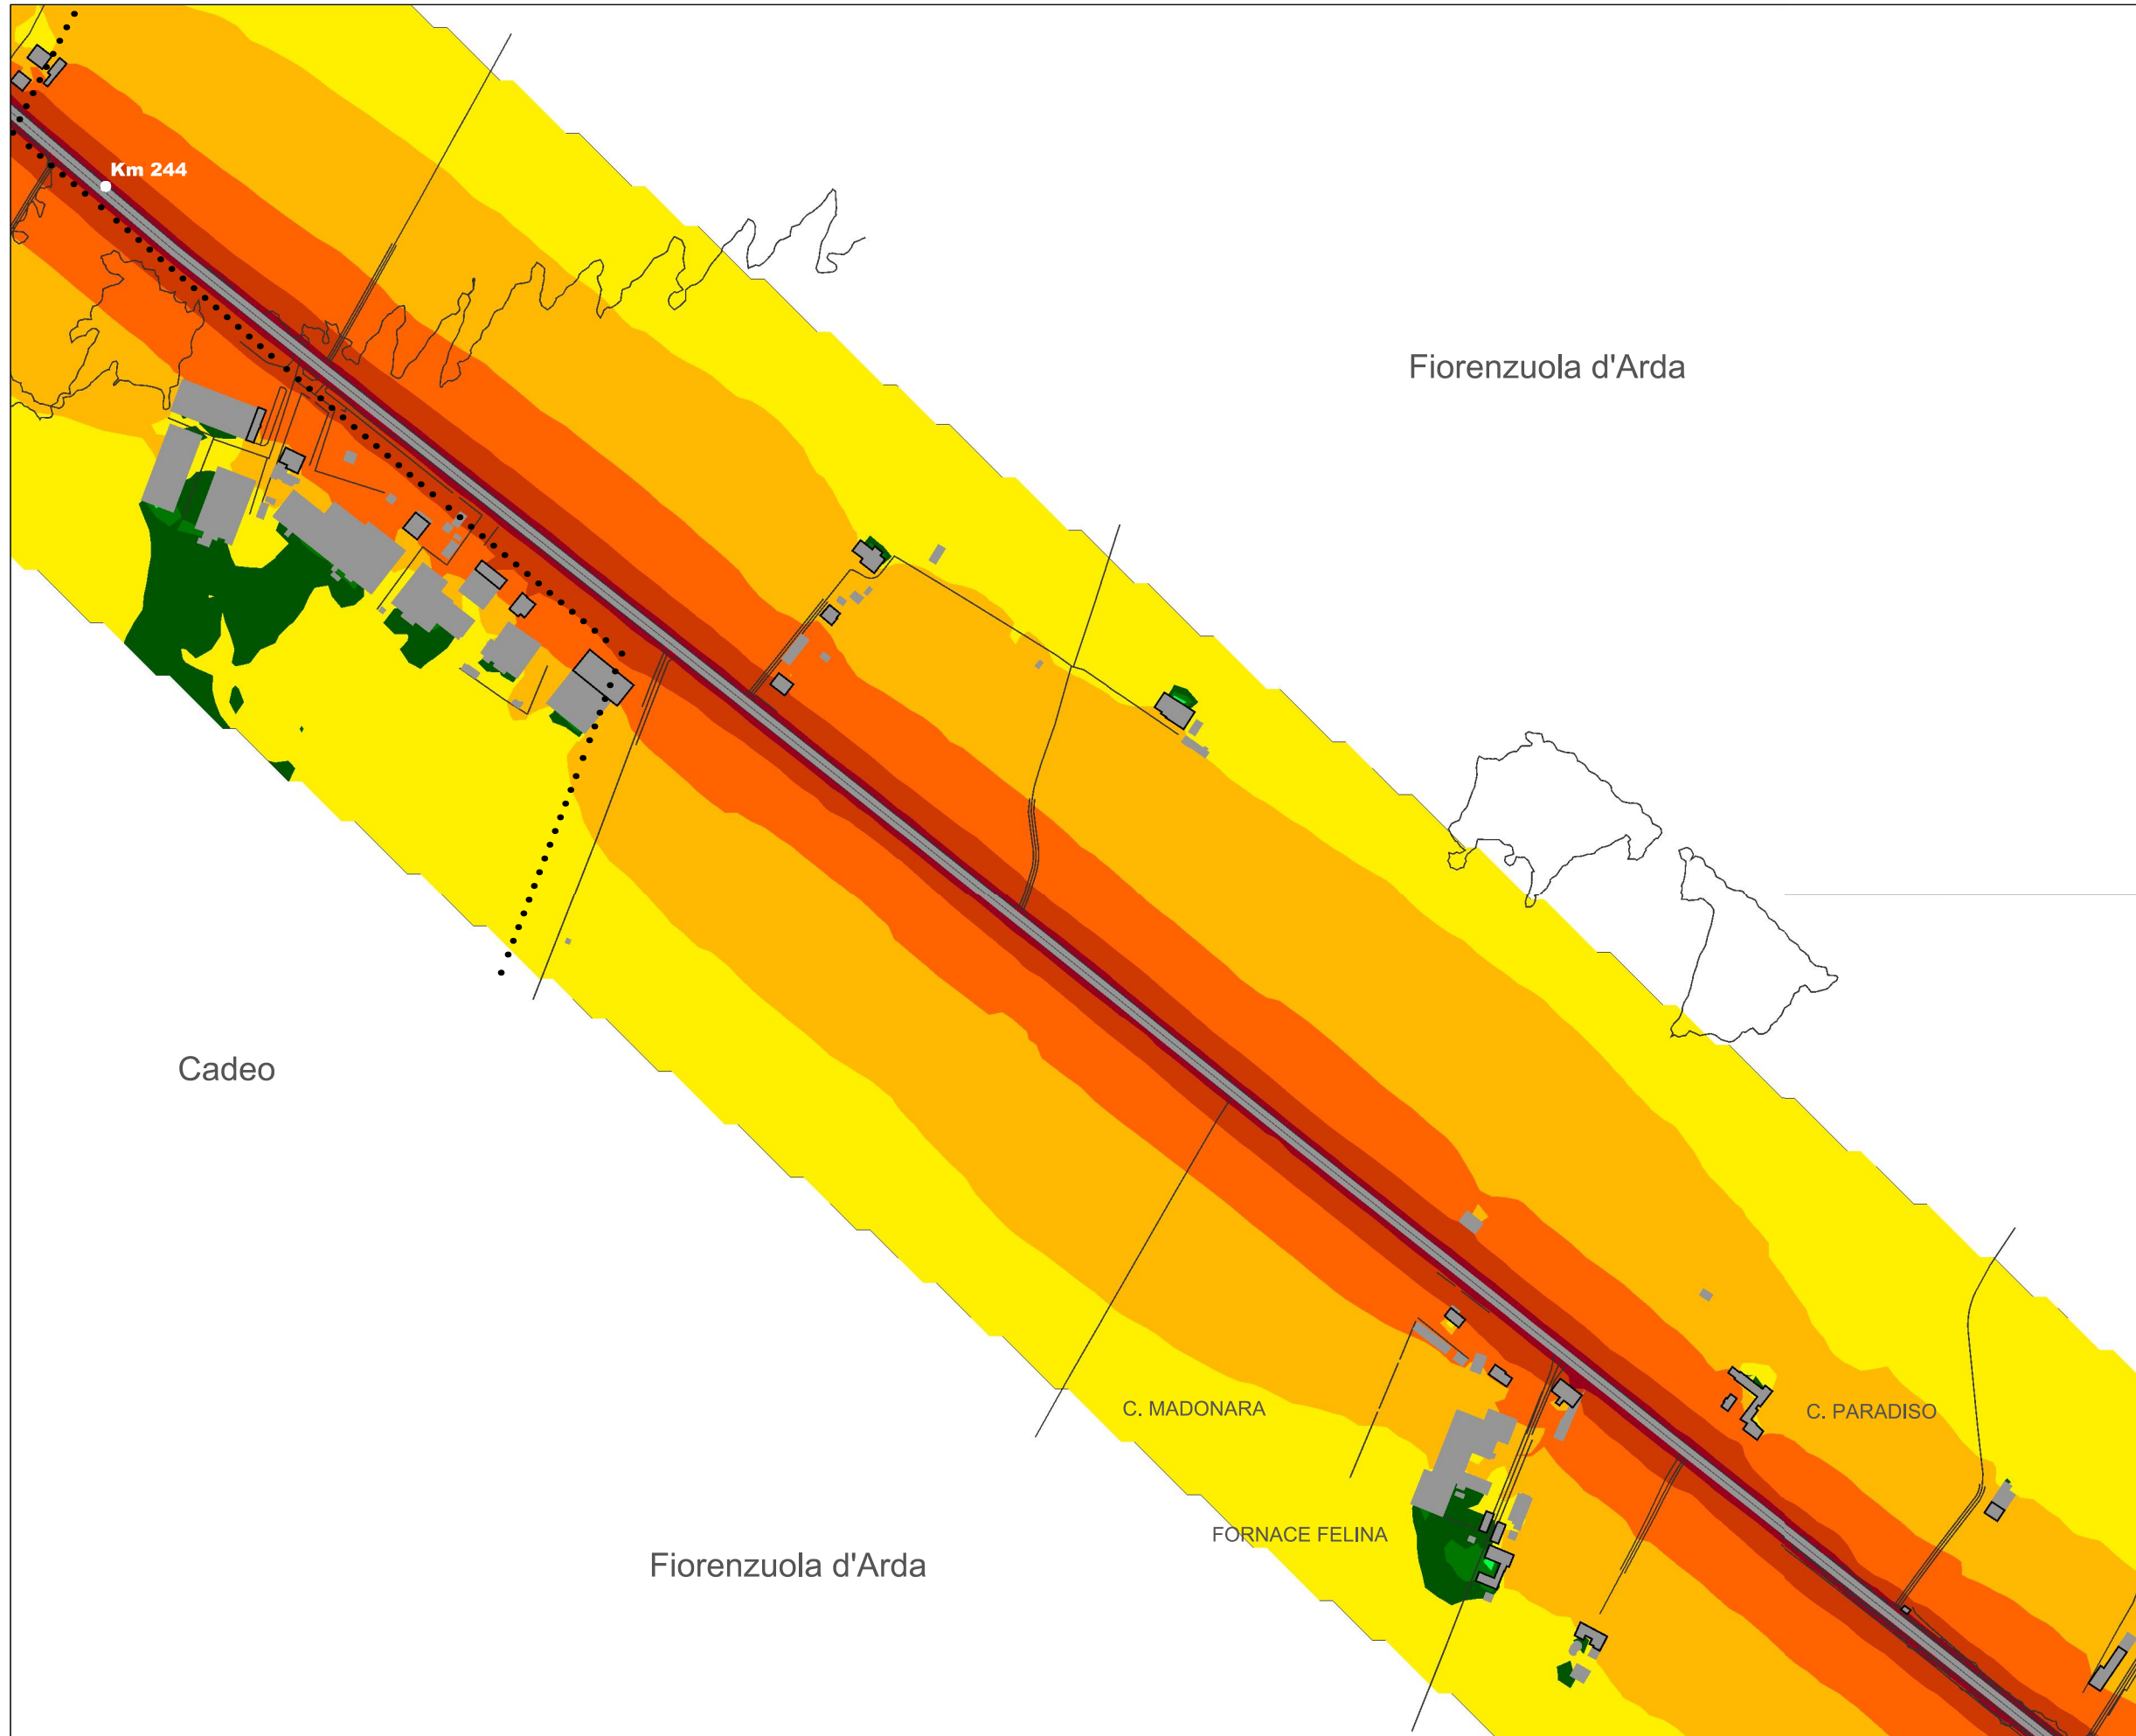 Km 244
Fiorenzuola d'Arda
Cadeo
C. MADONARA
C. PARADISO
FORNACE FELINA
Fiorenzuola d'Arda